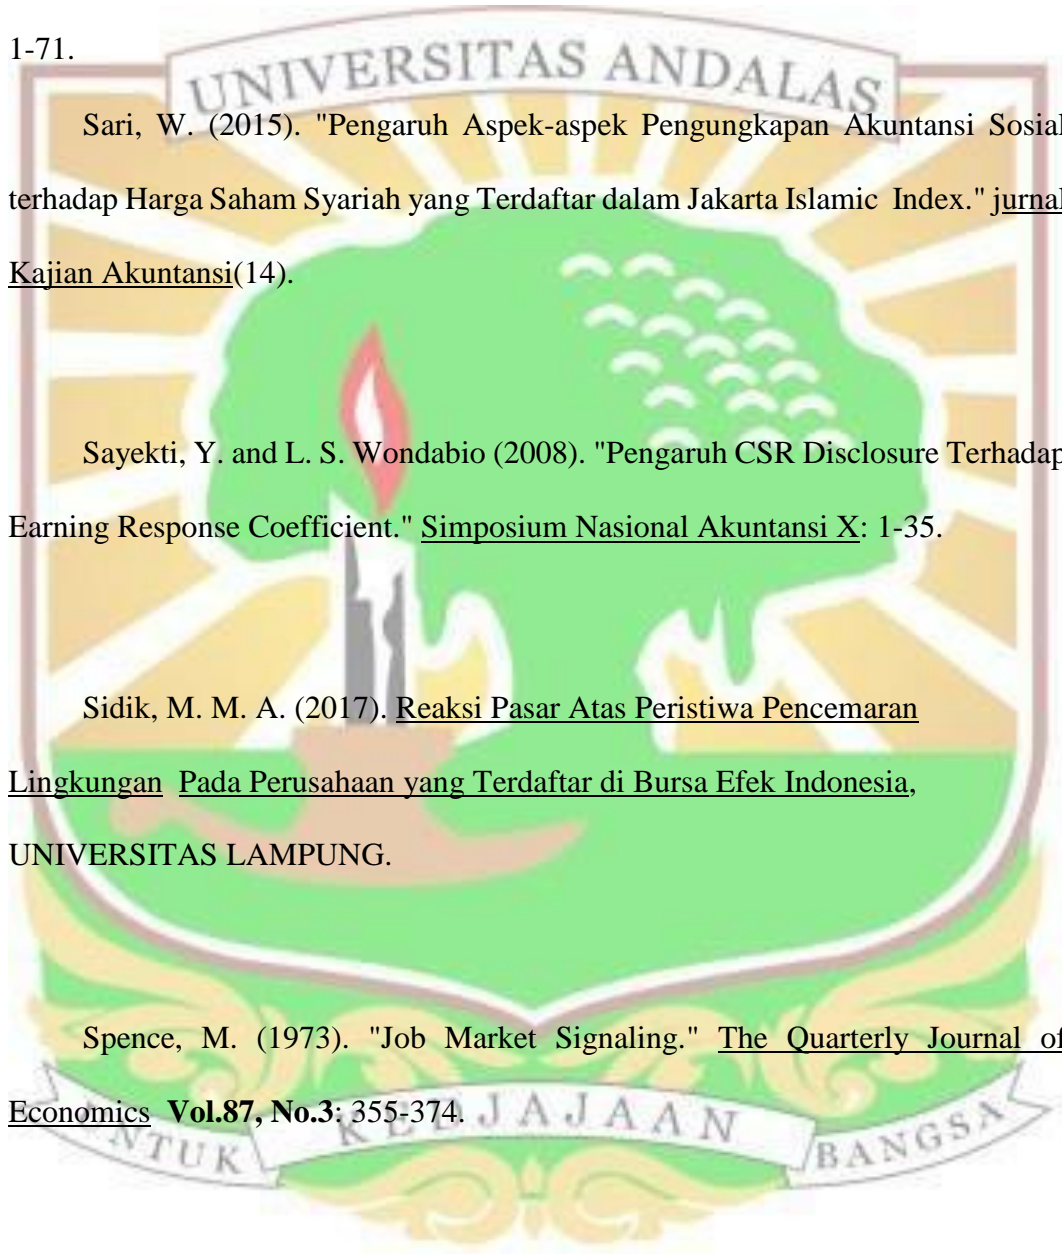 1-71.
UNIVERSITAS ANDALAS
Sari, W. (2015). "Pengaruh Aspek-aspek Pengungkapan Akuntansi Sosial
terhadap Harga Saham Syariah yang Terdaftar dalam Jakarta Islamic Index." jurnal
Kajian Akuntansi(14).
Sayekti, Y. and L. S. Wondabio (2008). "Pengaruh CSR Disclosure Terhadap
Earning Response Coefficient." Simposium Nasional Akuntansi X: 1-35.
Sidik, M. M. A. (2017). Reaksi Pasar Atas Peristiwa Pencemaran
Lingkungan Pada Perusahaan yang Terdaftar di Bursa Efek Indonesia,
UNIVERSITAS LAMPUNG.
Spence, M. (1973). "Job Market Signaling." The Quarterly Journal of
Economics Vol.87, No.3: 355-374.
UNTUK KEDJAJAAN BANGSA